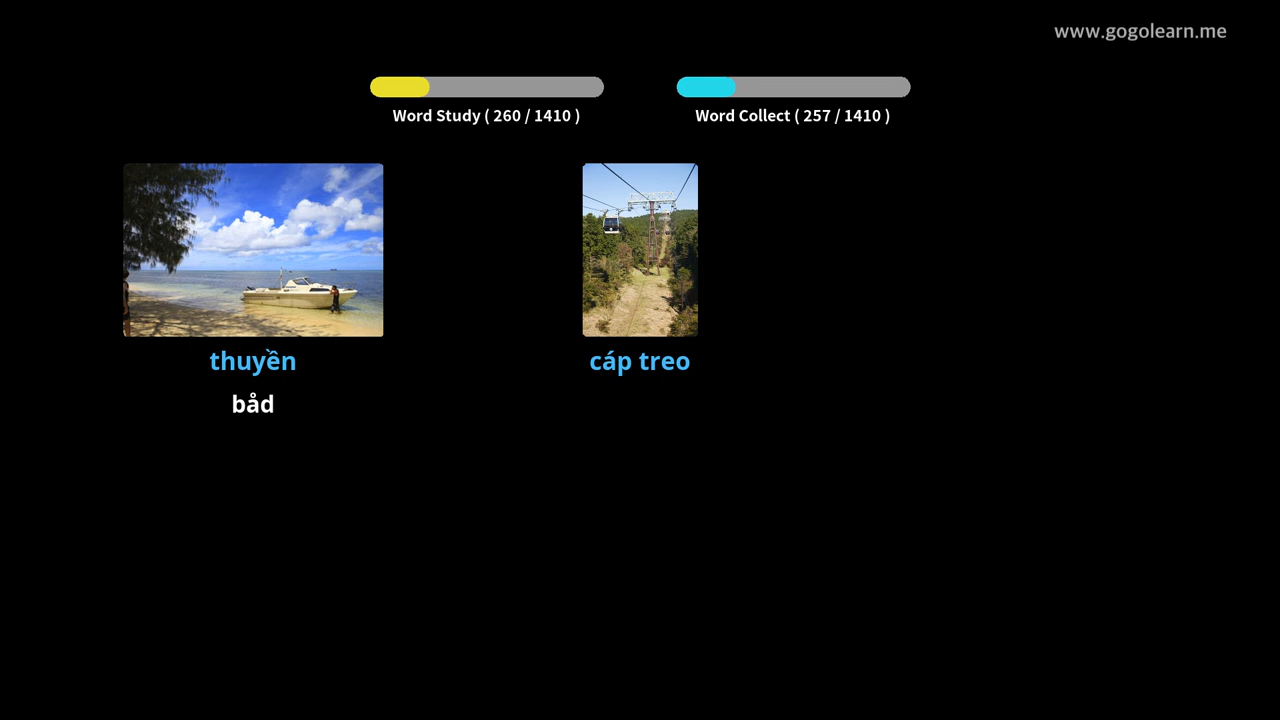 www.gogolearn.me
Word Study ( 260 / 1410 )
Word Collect ( 257 / 1410 )
thuyền
cáp treo
båd